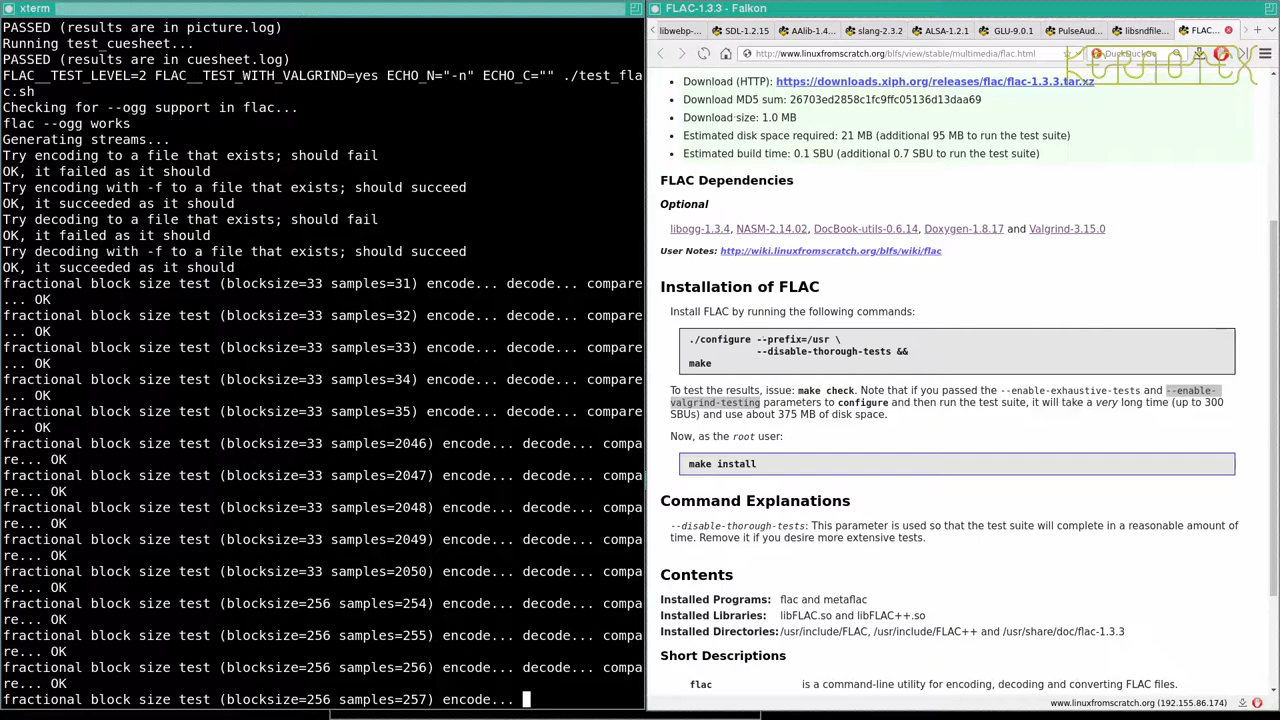 xterm
PASSED (results are in picture.log)
Running test_cuesheet...
PASSED (results are in cuesheet.log)
FLAC__TEST_LEVEL=2 FLAC__TEST_WITH_VALGRIND=yes ECHO_N="-n" ECHO_C="" ./test_fla
c.sh
Checking for --ogg support in flac...
flac --ogg works
Generating streams...
Try encoding to a file that exists; should fail
OK, it failed as it should
Try encoding with -f to a file that exists; should succeed
OK, it succeeded as it should
Try decoding to a file that exists; should fail
OK, it failed as it should
Try decoding with -f to a file that exists; should succeed
OK, it succeeded as it should
fractional block size test (blocksize=33 samples=31) encode... decode... compare
... OK
fractional block size test (blocksize=33 samples=32) encode... decode... compare
... OK
fractional block size test (blocksize=33 samples=33) encode... decode... compare
... OK
fractional block size test (blocksize=33 samples=34) encode... decode... compare
... OK
fractional block size test (blocksize=33 samples=35) encode... decode... compare
... OK
fractional block size test (blocksize=33 samples=2046) encode... decode... compa
re... OK
fractional block size test (blocksize=33 samples=2047) encode... decode... compa
re... OK
fractional block size test (blocksize=33 samples=2048) encode... decode... compa
re... OK
fractional block size test (blocksize=33 samples=2049) encode... decode... compa
re... OK
fractional block size test (blocksize=33 samples=2050) encode... decode... compa
re... OK
fractional block size test (blocksize=256 samples=254) encode... decode... compa
re... OK
fractional block size test (blocksize=256 samples=255) encode... decode... compa
re... OK
fractional block size test (blocksize=256 samples=256) encode... decode... compa
re... OK
fractional block size test (blocksize=256 samples=257) encode...
FLAC-1.3.3 - Falkon
libwebp-... SDL-1.2.15 AAlib-1.4... slang-2.3.2 ALSA-1.2.1 GLU-9.0.1 PulseAud... libsndfile... FLAC...
http://www.linuxfromscratch.org/blfs/view/stable/multimedia/flac.html DuckDuckGo
KERNOTEX
Download (HTTP): https://downloads.xiph.org/releases/flac/flac-1.3.3.tar.xz
Download MD5 sum: 26703ed2858c1fc9ffc05136d13daa69
Download size: 1.0 MB
Estimated disk space required: 21 MB (additional 95 MB to run the test suite)
Estimated build time: 0.1 SBU (additional 0.7 SBU to run the test suite)
FLAC Dependencies
Optional
libogg-1.3.4, NASM-2.14.02, DocBook-utils-0.6.14, Doxygen-1.8.17 and Valgrind-3.15.0
User Notes: http://wiki.linuxfromscratch.org/blfs/wiki/flac
Installation of FLAC
Install FLAC by running the following commands:
./configure --prefix=/usr \
--disable-thorough-tests &&
make
To test the results, issue: make check. Note that if you passed the --enable-exhaustive-tests and --enable-
valgrind-testing parameters to configure and then run the test suite, it will take a very long time (up to 300
SBUs) and use about 375 MB of disk space.
Now, as the root user:
make install
Command Explanations
--disable-thorough-tests: This parameter is used so that the test suite will complete in a reasonable amount of
time. Remove it if you desire more extensive tests.
Contents
Installed Programs: flac and metaflac
Installed Libraries: libFLAC.so and libFLAC++.so
Installed Directories: /usr/include/FLAC, /usr/include/FLAC++ and /usr/share/doc/flac-1.3.3
Short Descriptions
flac is a command-line utility for encoding, decoding and converting FLAC files.
www.linuxfromscratch.org (192.155.86.174)